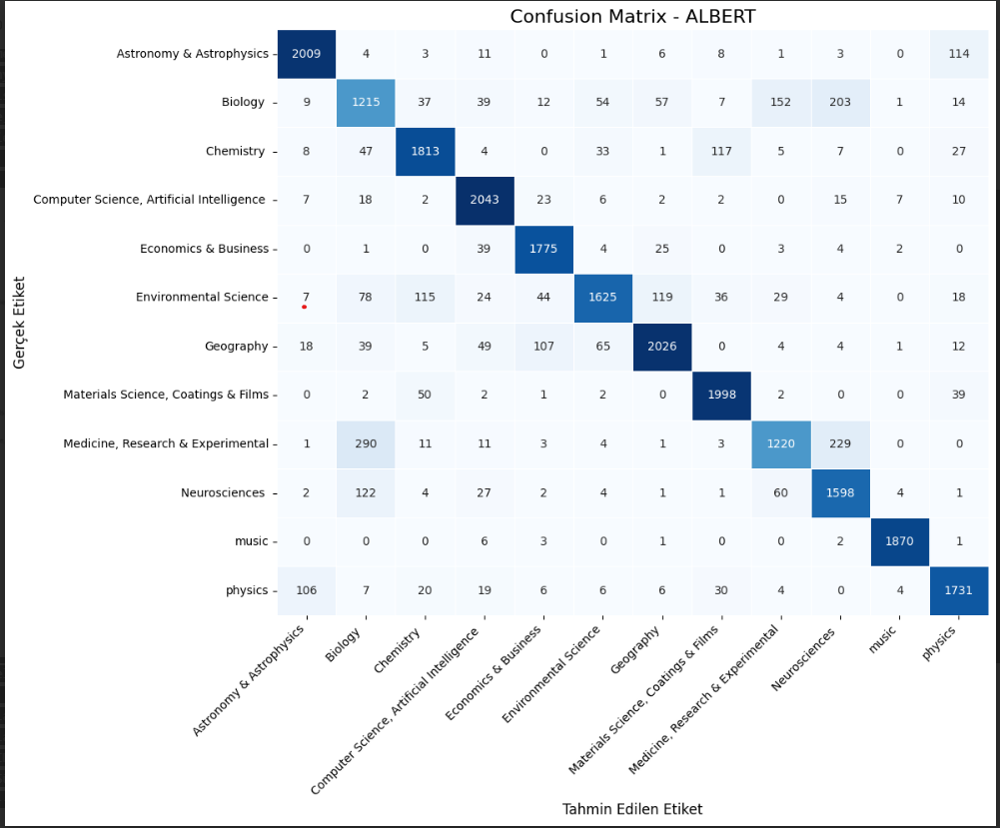 Confusion Matrix - ALBERT
Gerçek Etiket
Astronomy & Astrophysics 2009 4 3 11 0 1 6 8 1 3 0 114
Biology 9 1215 37 39 12 54 57 7 152 203 1 14
Chemistry 8 47 1813 4 0 33 1 117 5 7 0 27
Computer Science, Artificial Intelligence 7 18 2 2043 23 6 2 2 0 15 7 10
Economics & Business 0 1 0 39 1775 4 25 0 3 4 2 0
Environmental Science 7 78 115 24 44 1625 119 36 29 4 0 18
Geography 18 39 5 49 107 65 2026 0 4 4 1 12
Materials Science, Coatings & Films 0 2 50 2 1 2 0 1998 2 0 0 39
Medicine, Research & Experimental 1 290 11 11 3 4 1 3 1220 229 0 0
Neurosciences 2 122 4 27 2 4 1 1 60 1598 4 1
music 0 0 0 6 3 0 1 0 0 2 1870 1
physics 106 7 20 19 6 6 6 30 4 0 4 1731
Astronomy & Astrophysics
Biology
Chemistry
Computer Science, Artificial Intelligence
Economics & Business
Environmental Science
Geography
Materials Science, Coatings & Films
Medicine, Research & Experimental
Neurosciences
music
physics
Tahmin Edilen Etiket